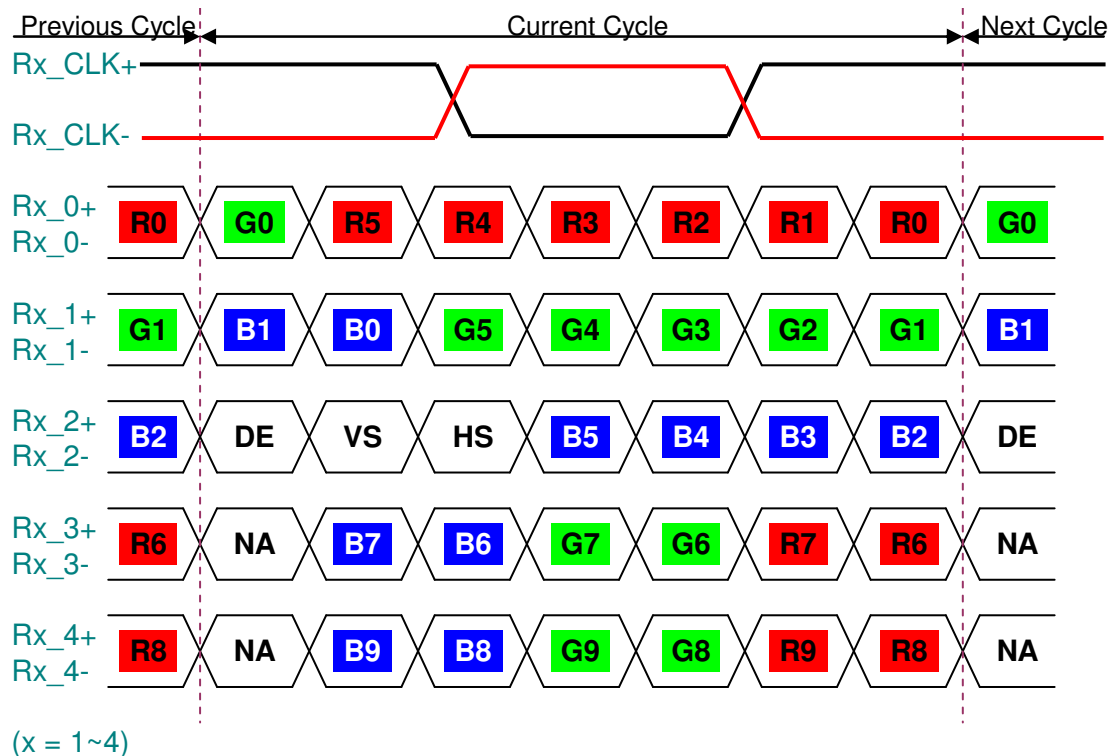 Previous Cycle Current Cycle Next Cycle
Rx_CLK+
Rx_CLK-
Rx_0+
Rx_0-
R0 G0 R5 R4 R3 R2 R1 R0 G0
Rx_1+
Rx_1-
G1 B1 B0 G5 G4 G3 G2 G1 B1
Rx_2+
Rx_2-
B2 DE VS HS B5 B4 B3 B2 DE
Rx_3+
Rx_3-
R6 NA B7 B6 G7 G6 R7 R6 NA
Rx_4+
Rx_4-
R8 NA B9 B8 G9 G8 R9 R8 NA
(x = 1~4)